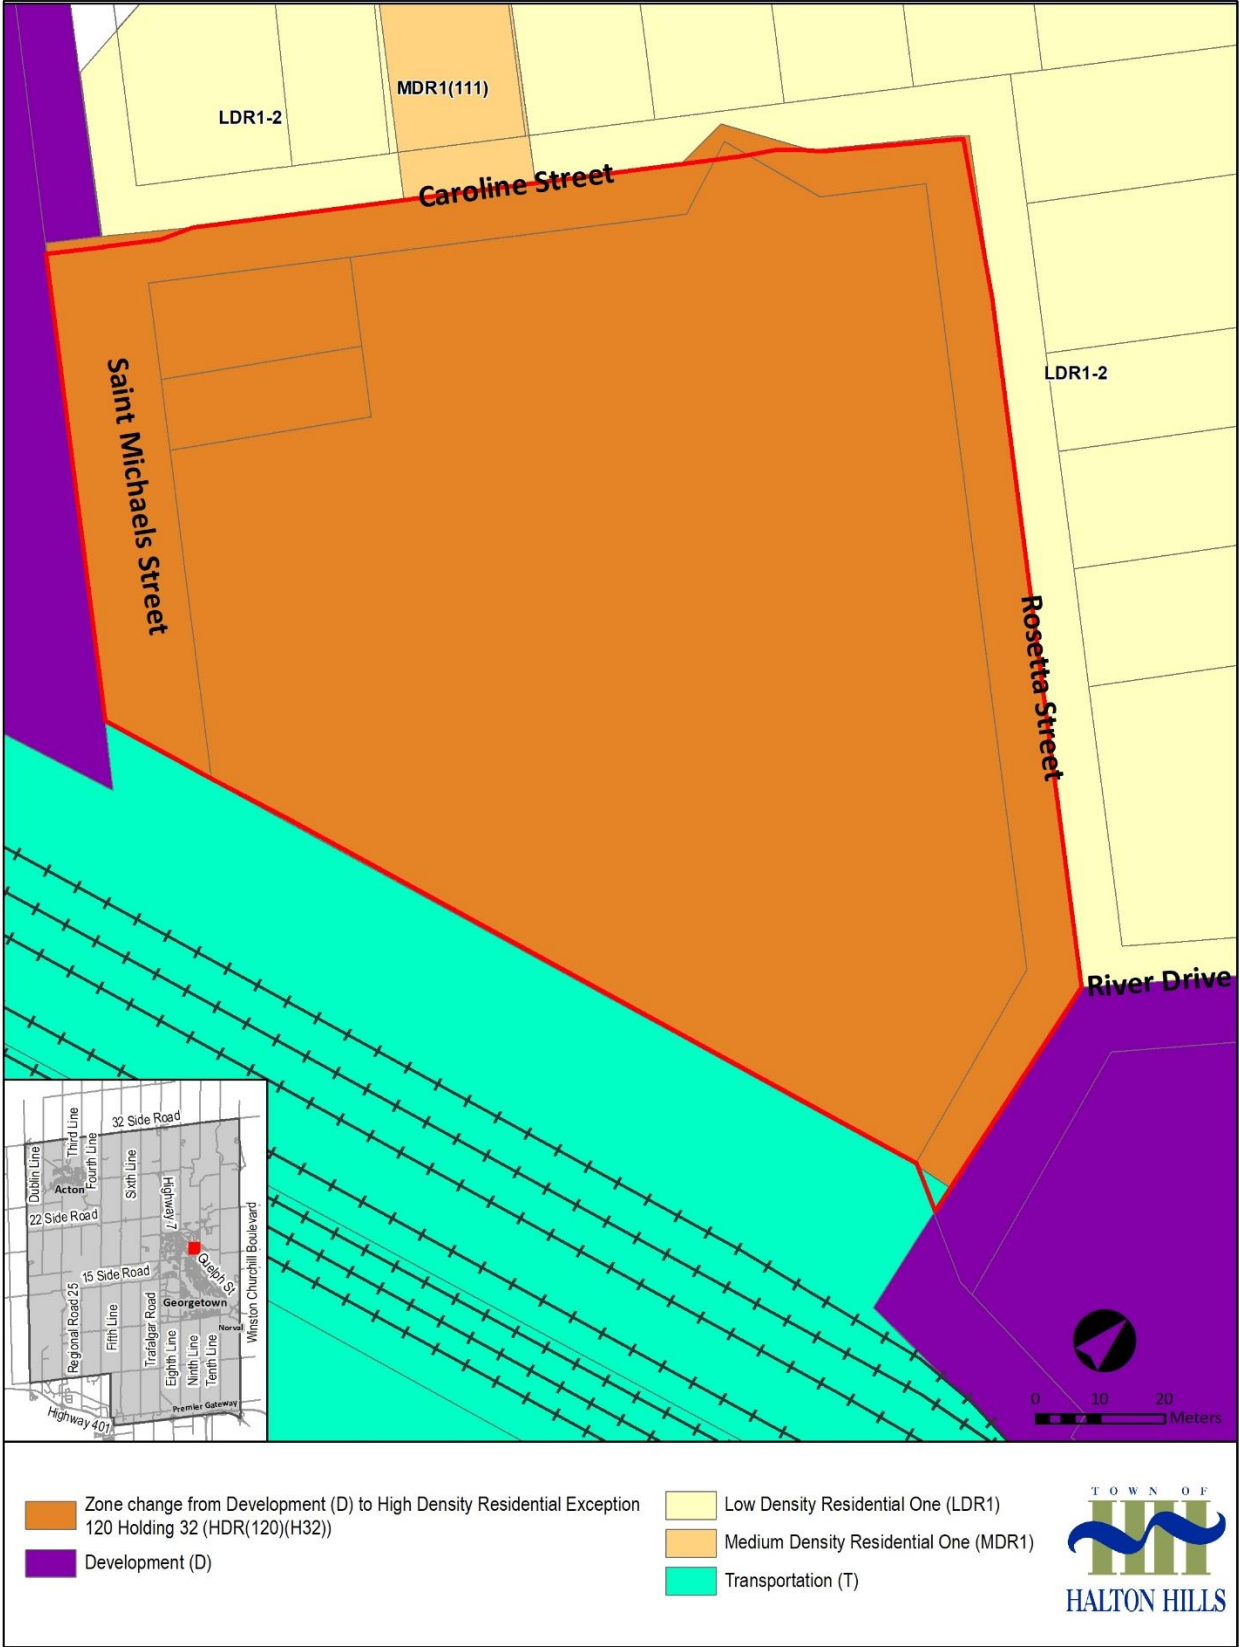 LDR1-2
MDR1(111)
Caroline Street
Saint Michaels Street
LDR1-2
Rosetta Street
River Drive
32 Side Road
Third Line
Fourth Line
Dublin Line
Sixth Line
Highway 7
Acton
22 Side Road
Winston Churchill Boulevard
Guelph St
15 Side Road
Georgetown
Regional Road 25
Fifth Line
Trafalgar Road
Norval
Eighth Line
Ninth Line
Tenth Line
Premier Gateway
Highway 401
0 10 20
Meters
Zone change from Development (D) to High Density Residential Exception
120 Holding 32 (HDR(120)(H32))
Development (D)
Low Density Residential One (LDR1)
Medium Density Residential One (MDR1)
Transportation (T)
TOWN OF
HALTON HILLS